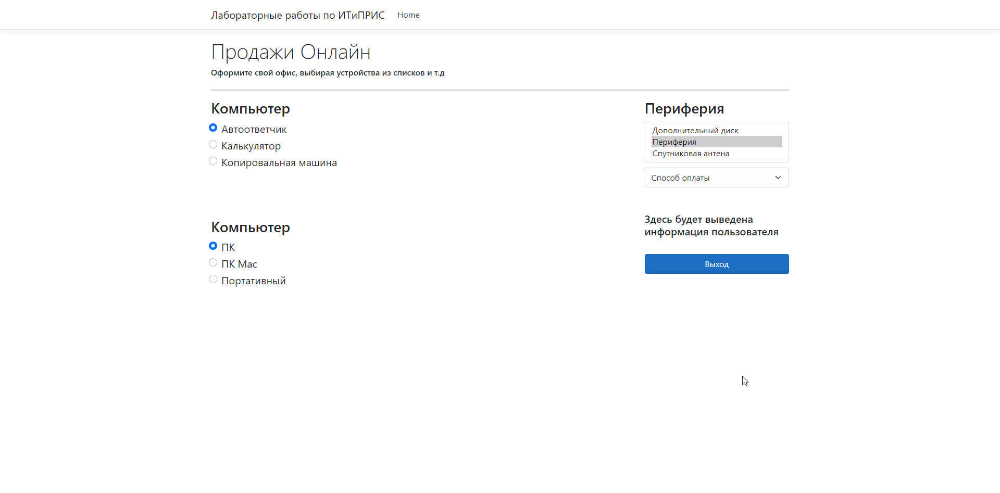 Лабораторные работы по ИТиПРИС Home
Продажи Онлайн
Оформите свой офис, выбирая устройства из списков и т.д
Компьютер
Автоответчик
Калькулятор
Копировальная машина
Компьютер
ПК
ПК Mac
Портативный
Периферия
Дополнительный диск
Периферия
Спутниковая антена
Способ оплаты
Здесь будет выведена
информация пользователя
Выход